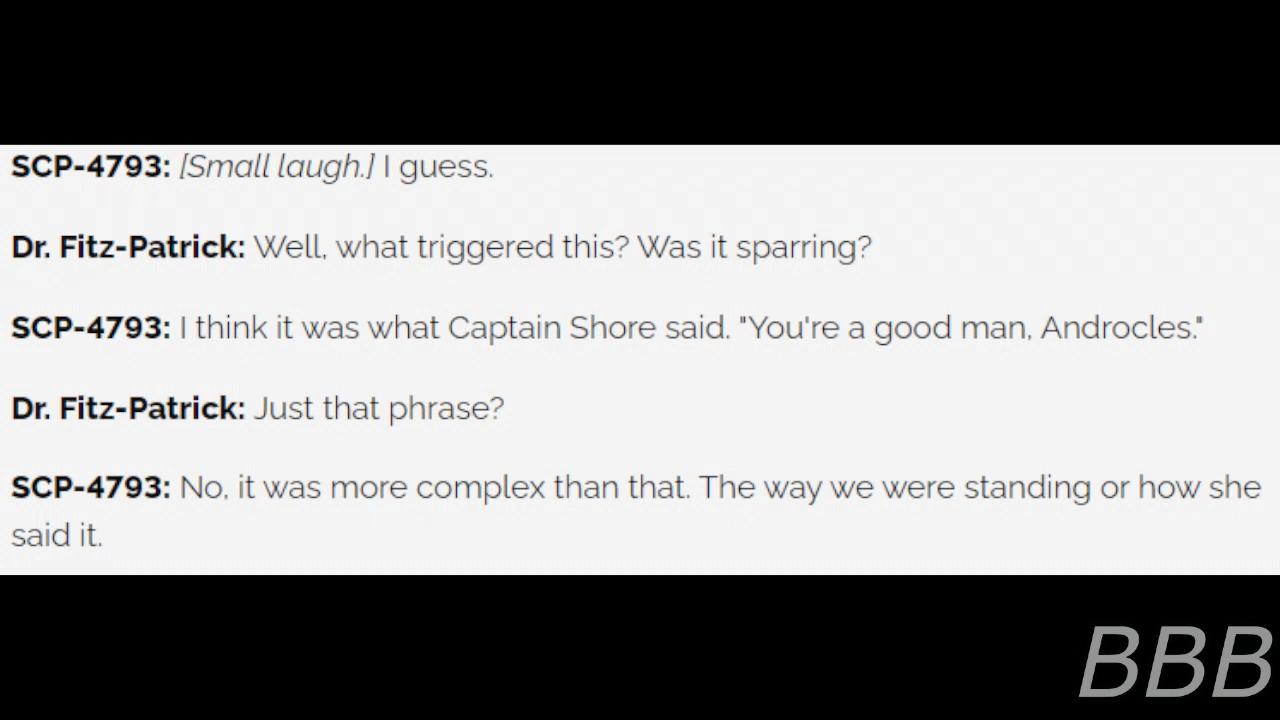 SCP-4793: [Small laugh.] I guess.
Dr. Fitz-Patrick: Well, what triggered this? Was it sparring?
SCP-4793: I think it was what Captain Shore said. "You're a good man, Androcles."
Dr. Fitz-Patrick: Just that phrase?
SCP-4793: No, it was more complex than that. The way we were standing or how she
said it.
BBB